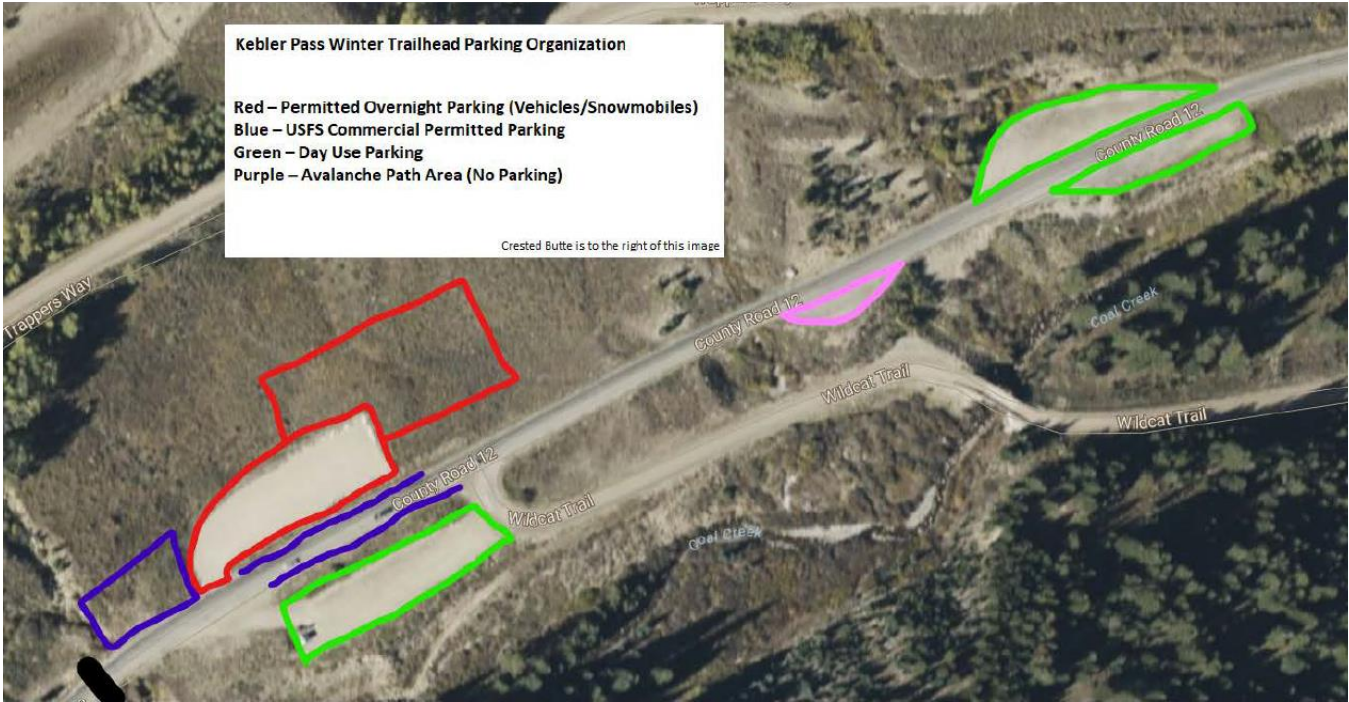 Kebler Pass Winter Trailhead Parking Organization
Red – Permitted Overnight Parking (Vehicles/Snowmobiles)
Blue – USFS Commercial Permitted Parking
Green – Day Use Parking
Purple – Avalanche Path Area (No Parking)
Crested Butte is to the right of this image
County Road 12
Trappers Way
Coal Creek
County Road 12
Wildcat Trail
Wildcat Trail
County Road 12
Wildcat Trail
Coal Creek